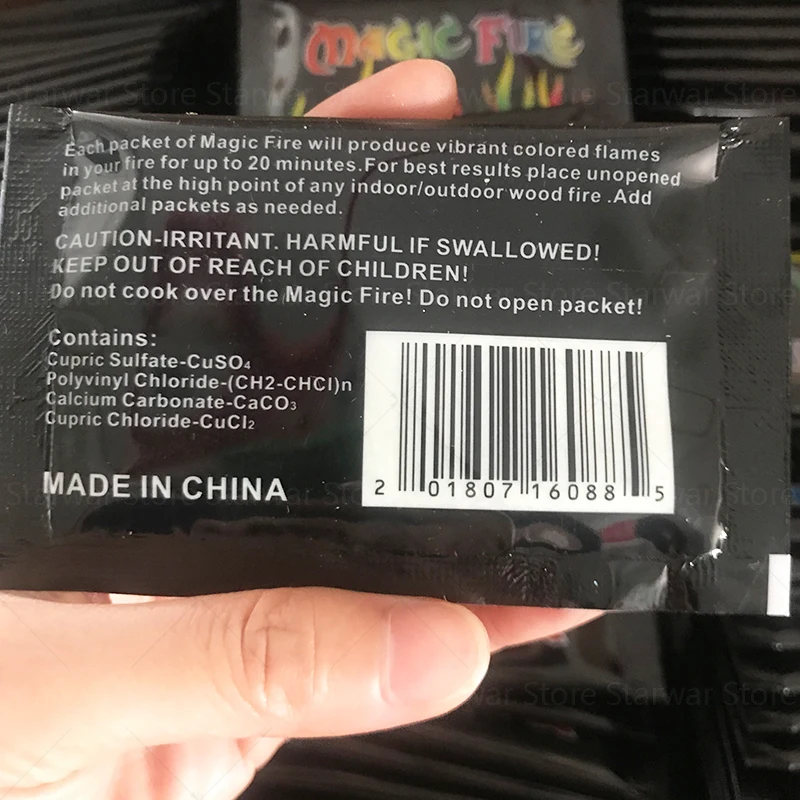 MAGIC FIRE
Starwar Store Starwar Store Starwar Store
Each packet of Magic Fire will produce vibrant colored flames
in your fire for up to 20 minutes.For best results place unopened
packet at the high point of any indoor/outdoor wood fire .Add
additional packets as needed.
CAUTION-IRRITANT. HARMFUL IF SWALLOWED!
KEEP OUT OF REACH OF CHILDREN!
Do not cook over the Magic Fire! Do not open packet!
Contains:
Cupric Sulfate-CuSO₄
Polyvinyl Chloride-(CH2-CHCl)n
Calcium Carbonate-CaCO₃
Cupric Chloride-CuCl₂
MADE IN CHINA
2 01807 16088 5